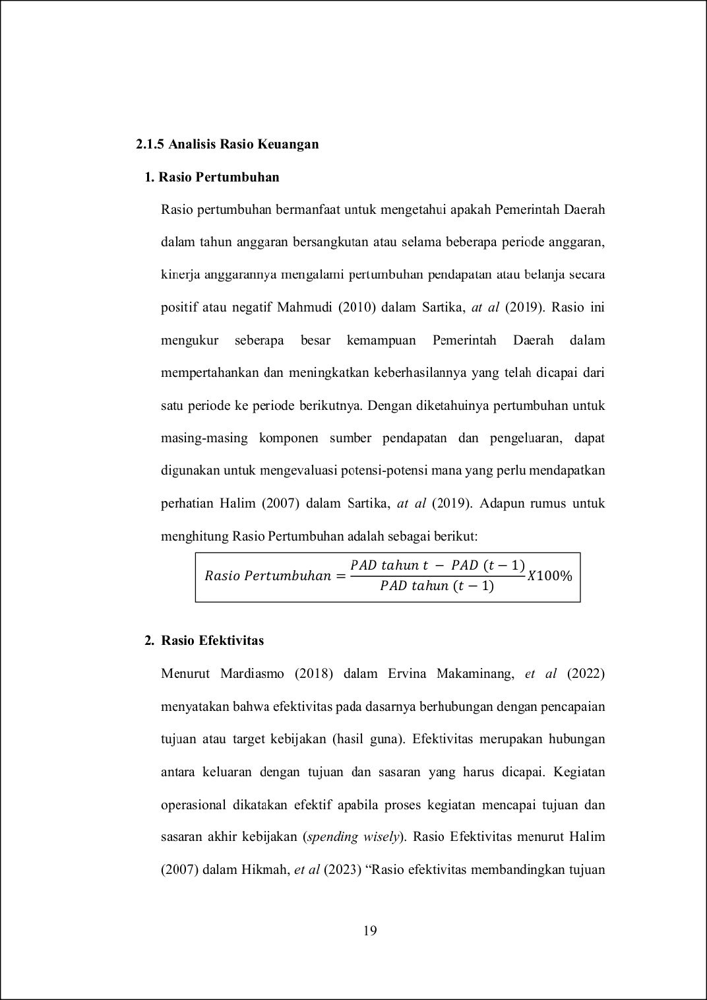 2.1.5 Analisis Rasio Keuangan
1. Rasio Pertumbuhan
Rasio pertumbuhan bermanfaat untuk mengetahui apakah Pemerintah Daerah
dalam tahun anggaran bersangkutan atau selama beberapa periode anggaran,
kinerja anggarannya mengalami pertumbuhan pendapatan atau belanja secara
positif atau negatif Mahmudi (2010) dalam Sartika, at al (2019). Rasio ini
mengukur seberapa besar kemampuan Pemerintah Daerah dalam
mempertahankan dan meningkatkan keberhasilannya yang telah dicapai dari
satu periode ke periode berikutnya. Dengan diketahuinya pertumbuhan untuk
masing-masing komponen sumber pendapatan dan pengeluaran, dapat
digunakan untuk mengevaluasi potensi-potensi mana yang perlu mendapatkan
perhatian Halim (2007) dalam Sartika, at al (2019). Adapun rumus untuk
menghitung Rasio Pertumbuhan adalah sebagai berikut:
PAD tahun t − PAD (t − 1)
Rasio Pertumbuhan = X100%
PAD tahun (t − 1)
2. Rasio Efektivitas
Menurut Mardiasmo (2018) dalam Ervina Makaminang, et al (2022)
menyatakan bahwa efektivitas pada dasarnya berhubungan dengan pencapaian
tujuan atau target kebijakan (hasil guna). Efektivitas merupakan hubungan
antara keluaran dengan tujuan dan sasaran yang harus dicapai. Kegiatan
operasional dikatakan efektif apabila proses kegiatan mencapai tujuan dan
sasaran akhir kebijakan (spending wisely). Rasio Efektivitas menurut Halim
(2007) dalam Hikmah, et al (2023) “Rasio efektivitas membandingkan tujuan
19